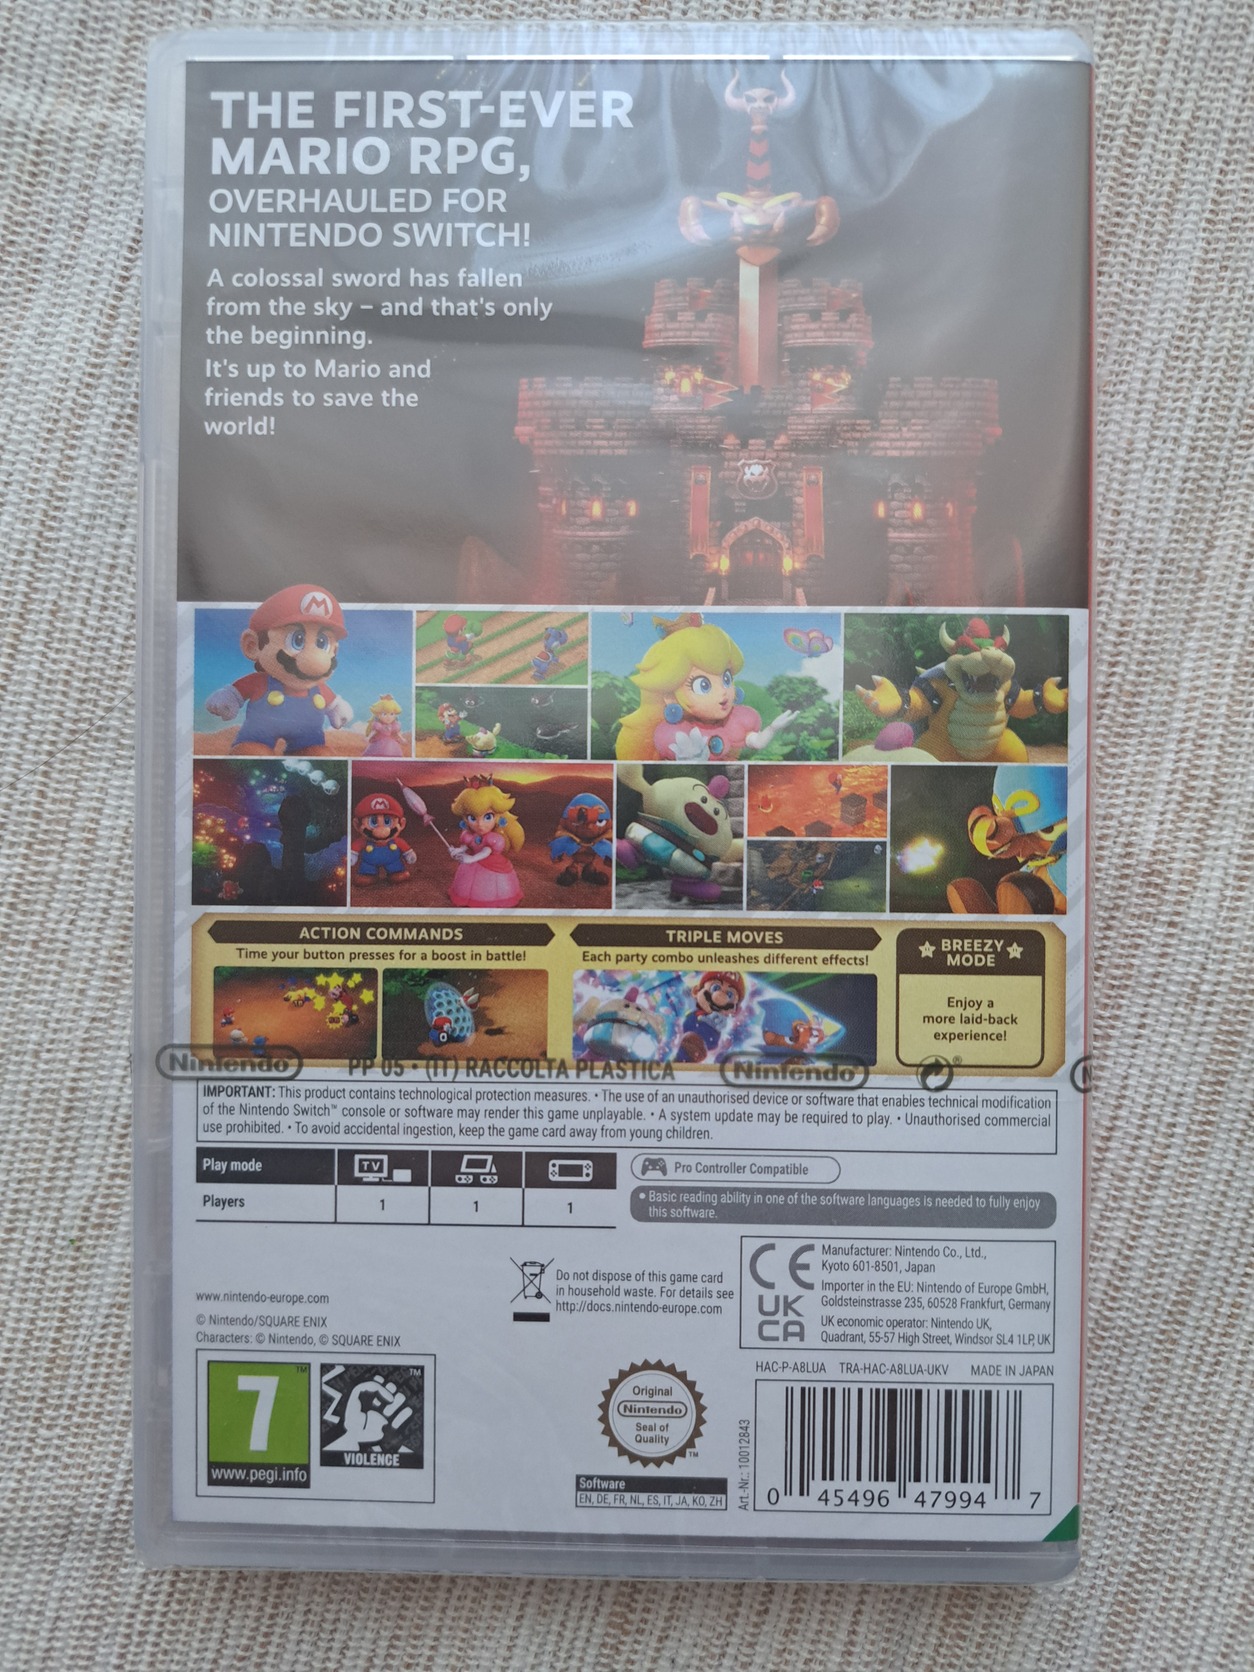 THE FIRST-EVER
MARIO RPG,
OVERHAULED FOR
NINTENDO SWITCH!
A colossal sword has fallen
from the sky – and that's only
the beginning.
It's up to Mario and
friends to save the
world!
M
M
ACTION COMMANDS
Time your button presses for a boost in battle!
TRIPLE MOVES
Each party combo unleashes different effects!
BREEZY
MODE
Enjoy a
more laid-back
experience!
Nintendo PP 05 • (IT) RACCOLTA PLASTICA Nintendo ® N
IMPORTANT: This product contains technological protection measures. • The use of an unauthorised device or software that enables technical modification
of the Nintendo Switch™ console or software may render this game unplayable. • A system update may be required to play. • Unauthorised commercial
use prohibited. • To avoid accidental ingestion, keep the game card away from young children.
Play mode TV
Players 1 1 1
Pro Controller Compatible
• Basic reading ability in one of the software languages is needed to fully enjoy
this software.
www.nintendo-europe.com
© Nintendo/SQUARE ENIX
Characters: © Nintendo, © SQUARE ENIX
Do not dispose of this game card
in household waste. For details see
http://docs.nintendo-europe.com
CE
UK
CA
Manufacturer: Nintendo Co., Ltd.,
Kyoto 601-8501, Japan
Importer in the EU: Nintendo of Europe GmbH,
Goldsteinstrasse 235, 60528 Frankfurt, Germany
UK economic operator: Nintendo UK,
Quadrant, 55-57 High Street, Windsor SL4 1LP, UK
HAC-P-A8LUA TRA-HAC-A8LUA-UKV MADE IN JAPAN
7 ™
www.pegi.info
VIOLENCE ™
Original
Nintendo
Seal of
Quality
™
Software
EN, DE, FR, NL, ES, IT, JA, KO, ZH
Art.-Nr.: 10012843
0 45496 47994 7